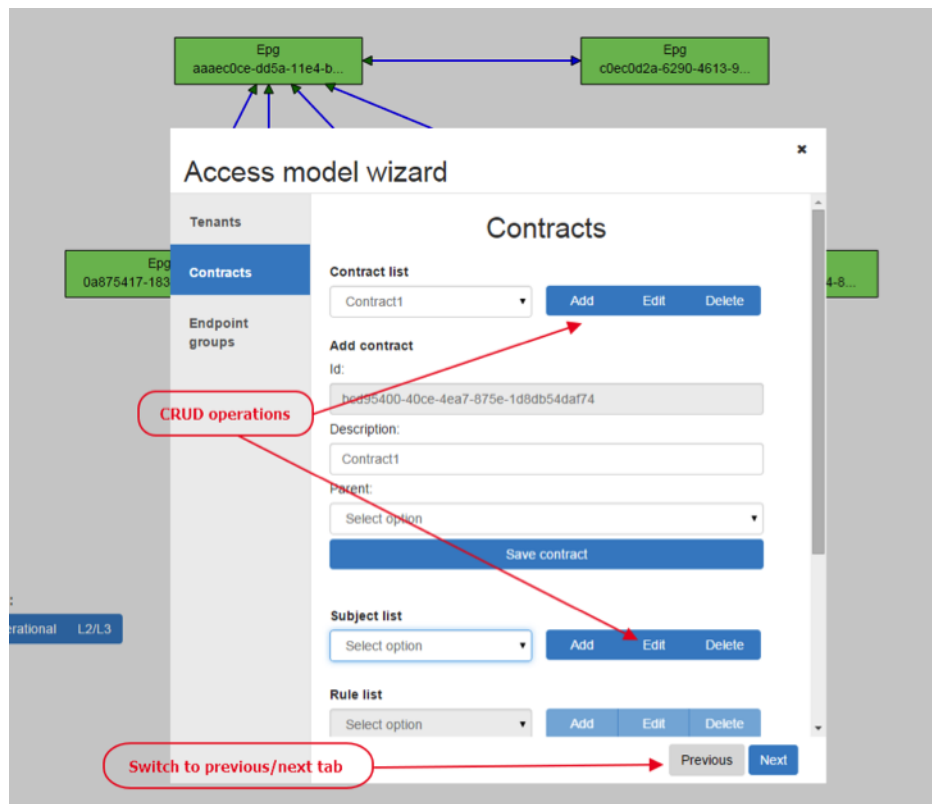 Epg
aaaec0ce-dd5a-11e4-b...
Epg
c0ec0d2a-6290-4613-9...
Access model wizard
×
Tenants
Contracts
Epg
Contracts
Contract list
0a875417-183
4-8...
Contract1
Add Edit Delete
Endpoint
groups
Add contract
Id:
bcd95400-40ce-4ea7-875e-1d8db54daf74
CRUD operations
Description:
Contract1
Parent:
Select option
Save contract
:
erational L2/L3
Subject list
Select option
Add Edit Delete
Rule list
Select option
Add Edit Delete
Switch to previous/next tab
Previous Next